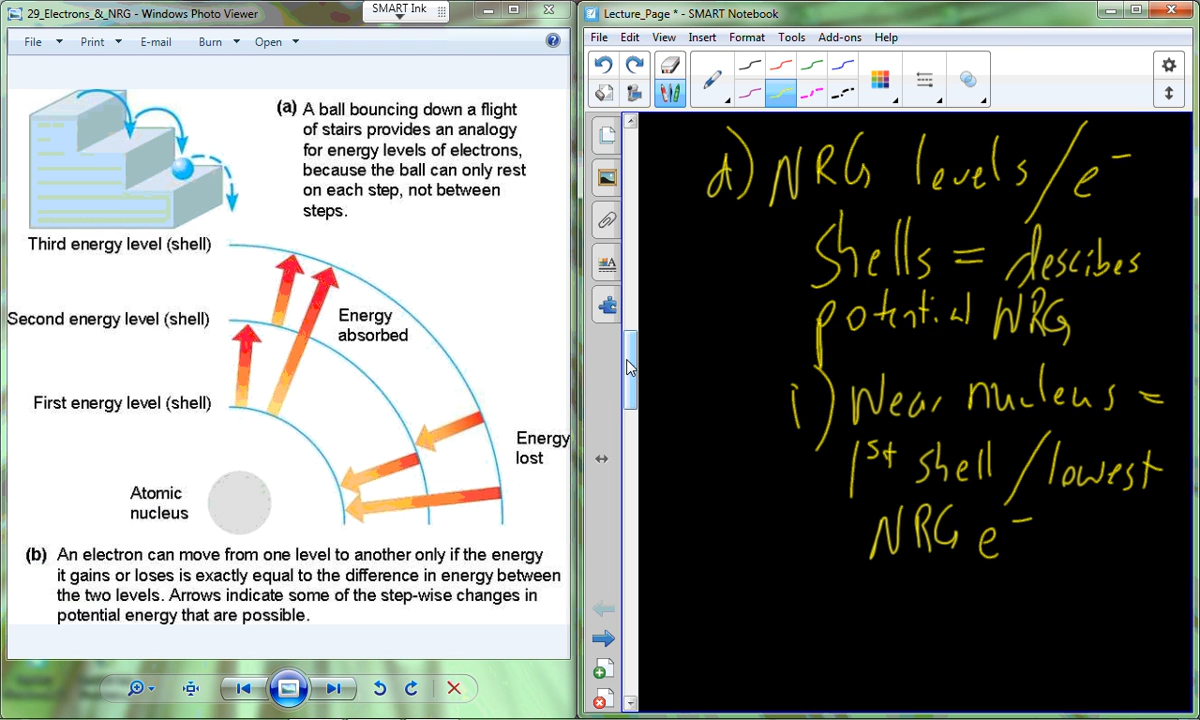 29_Electrons_&_NRG - Windows Photo Viewer
SMART Ink
File Print E-mail Burn Open
(a) A ball bouncing down a flight
of stairs provides an analogy
for energy levels of electrons,
because the ball can only rest
on each step, not between
steps.
Third energy level (shell)
Second energy level (shell)
Energy
absorbed
First energy level (shell)
Energy
lost
Atomic
nucleus
(b) An electron can move from one level to another only if the energy
it gains or loses is exactly equal to the difference in energy between
the two levels. Arrows indicate some of the step-wise changes in
potential energy that are possible.
Lecture_Page * - SMART Notebook
File Edit View Insert Format Tools Add-ons Help
d) NRG levels/e-
shells = descibes
potential NRG
i) Near nucleus =
1st shell/lowest
NRG e-